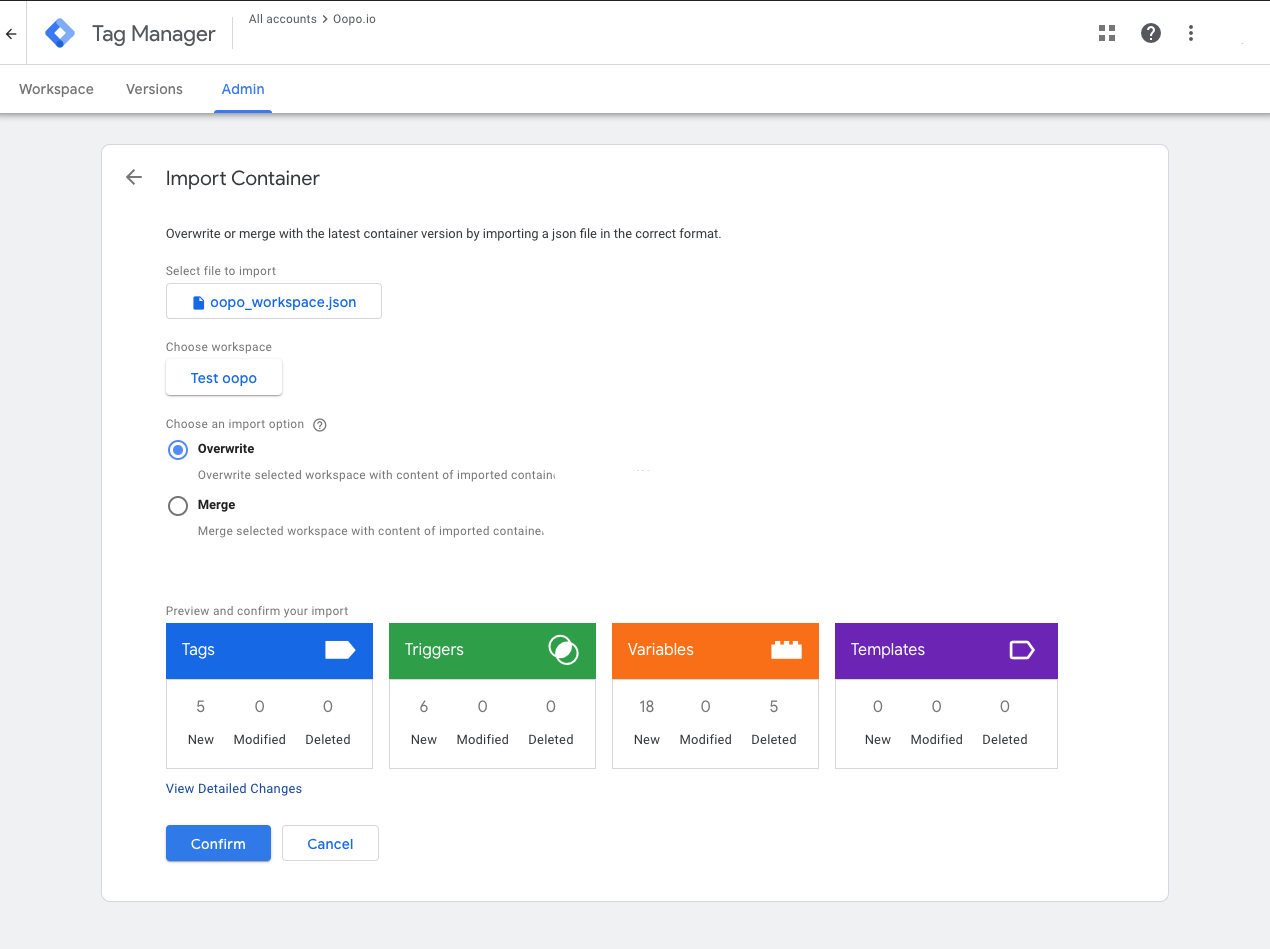 All accounts > Oopo.io
Tag Manager
Workspace Versions Admin
Import Container
Overwrite or merge with the latest container version by importing a json file in the correct format.
Select file to import
oopo_workspace.json
Choose workspace
Test oopo
Choose an import option
Overwrite
Overwrite selected workspace with content of imported
Merge
Merge selected workspace with content of imported
Preview and confirm your import
Tags Triggers Variables Templates
5 0 0 6 0 0 18 0 5 0 0 0
New Modified Deleted New Modified Deleted New Modified Deleted New Modified Deleted
View Detailed Changes
Confirm Cancel